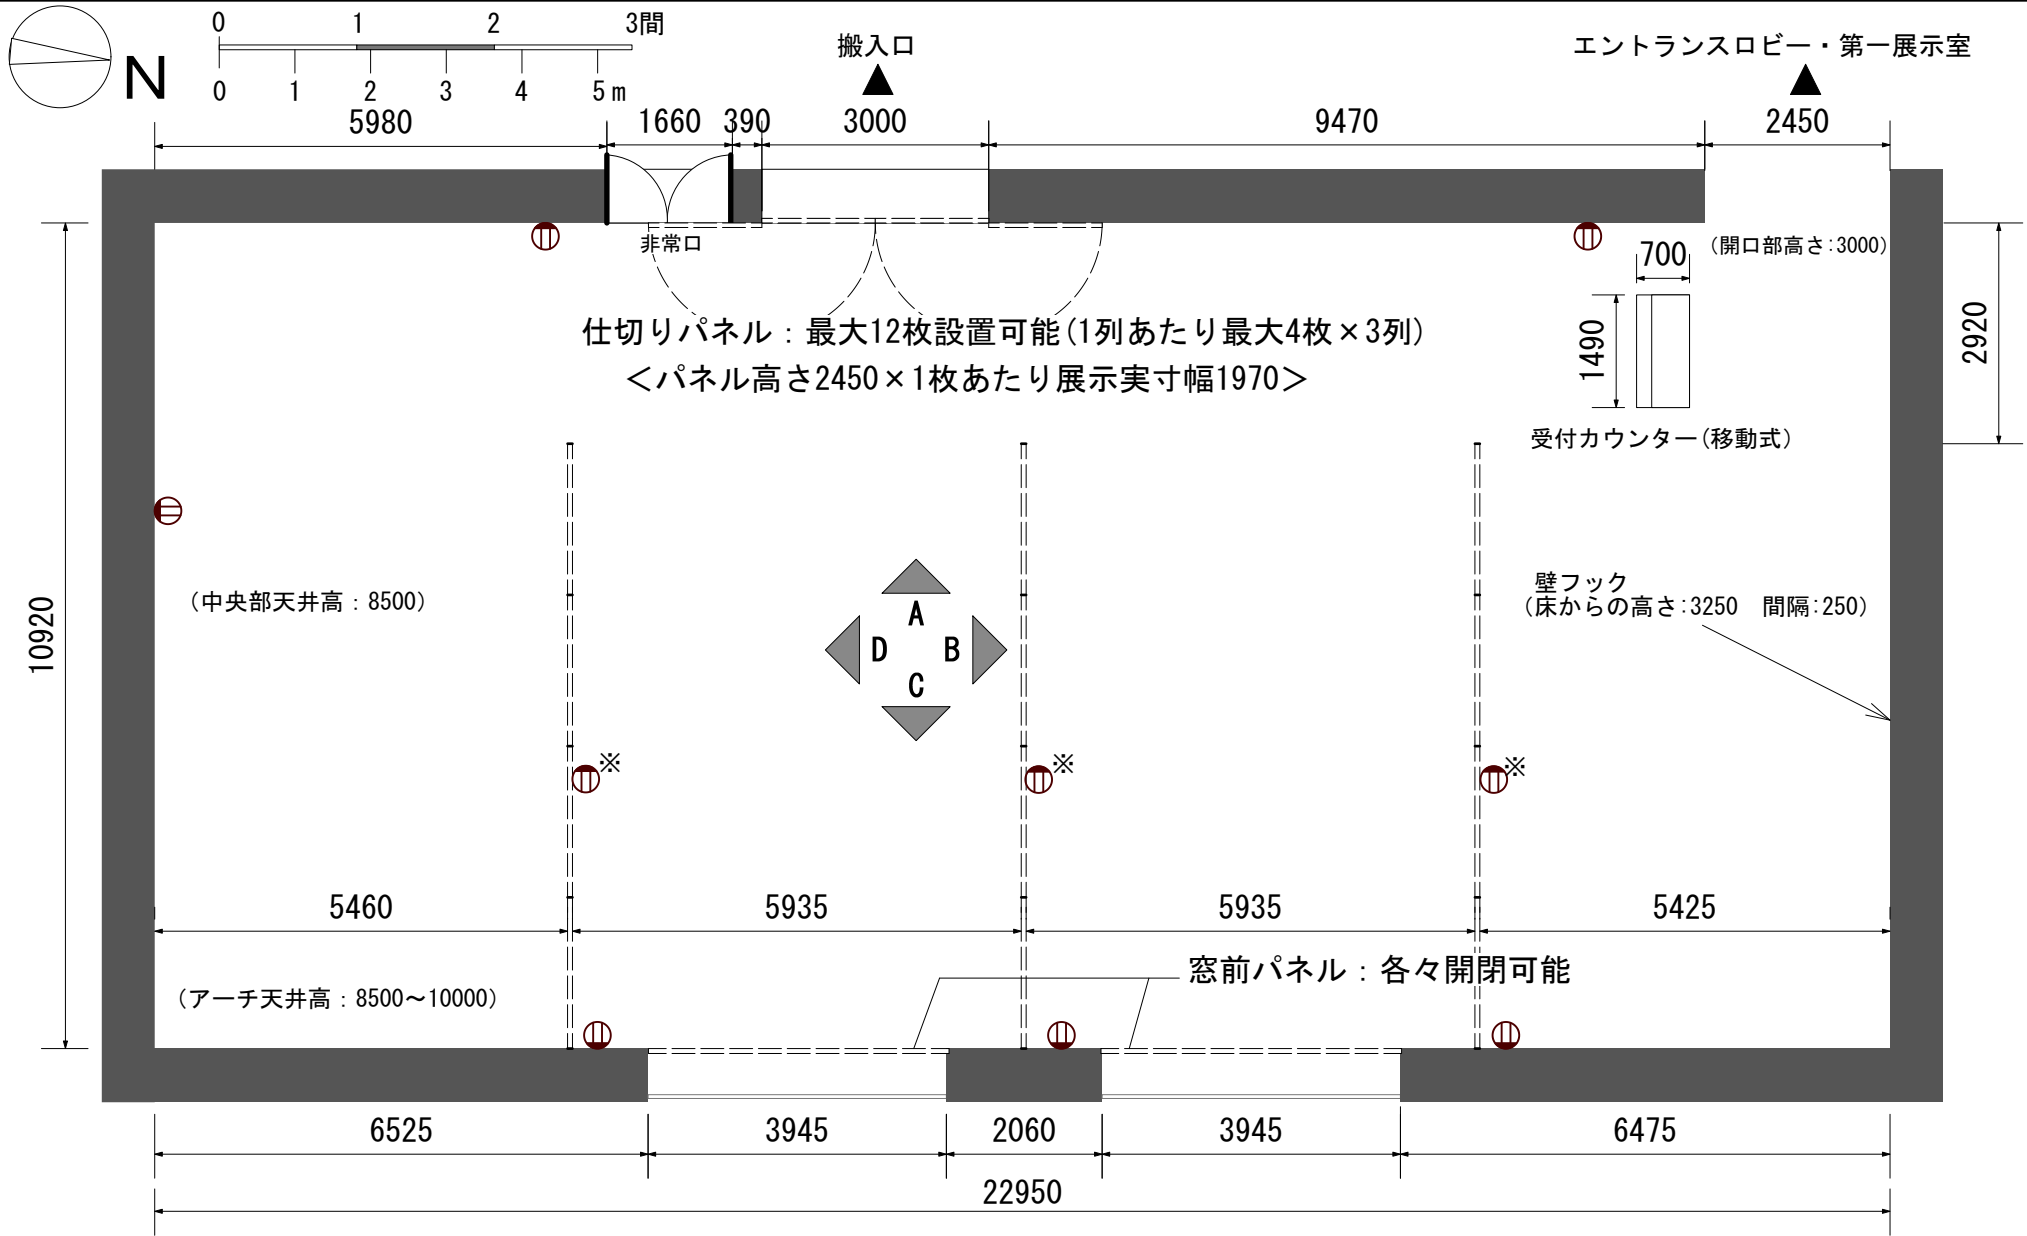 0 1 2 3間
N
0 1 2 3 4 5m
搬入口
エントランスロビー・第一展示室
5980 1660 390 3000 9470 2450
非常口
(開口部高さ:3000)
700
1490
2920
仕切りパネル：最大12枚設置可能(1列あたり最大4枚×3列)
＜パネル高さ2450×1枚あたり展示実寸幅1970＞
受付カウンター(移動式)
10920
(中央部天井高：8500)
A
D B
C
壁フック
(床からの高さ:3250 間隔:250)
※ ※ ※
5460 5935 5935 5425
窓前パネル：各々開閉可能
(アーチ天井高：8500～10000)
6525 3945 2060 3945 6475
22950